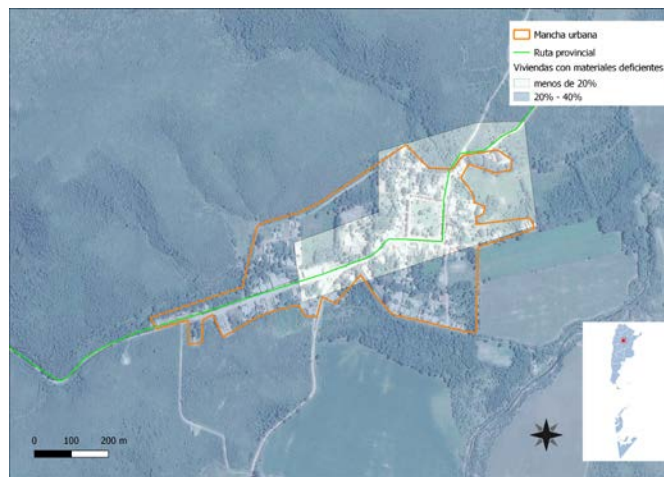 Mancha urbana
Ruta provincial
Viviendas con materiales deficientes
menos de 20%
20% - 40%
0 100 200 m